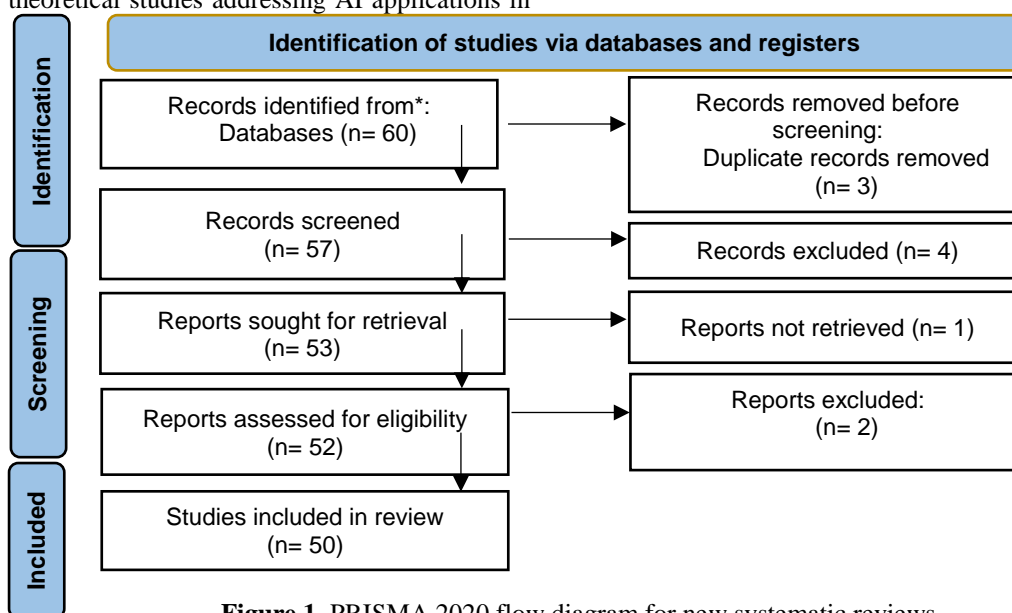 theoretical studies addressing AI applications in
Identification of studies via databases and registers
Identification
Records identified from*:
Databases (n= 60)
Records removed before
screening:
Duplicate records removed
(n= 3)
Records screened
(n= 57)
Records excluded (n= 4)
Screening
Reports sought for retrieval
(n= 53)
Reports not retrieved (n= 1)
Reports assessed for eligibility
(n= 52)
Reports excluded:
(n= 2)
Included
Studies included in review
(n= 50)
Figure 1. PRISMA 2020 flow diagram for new systematic reviews